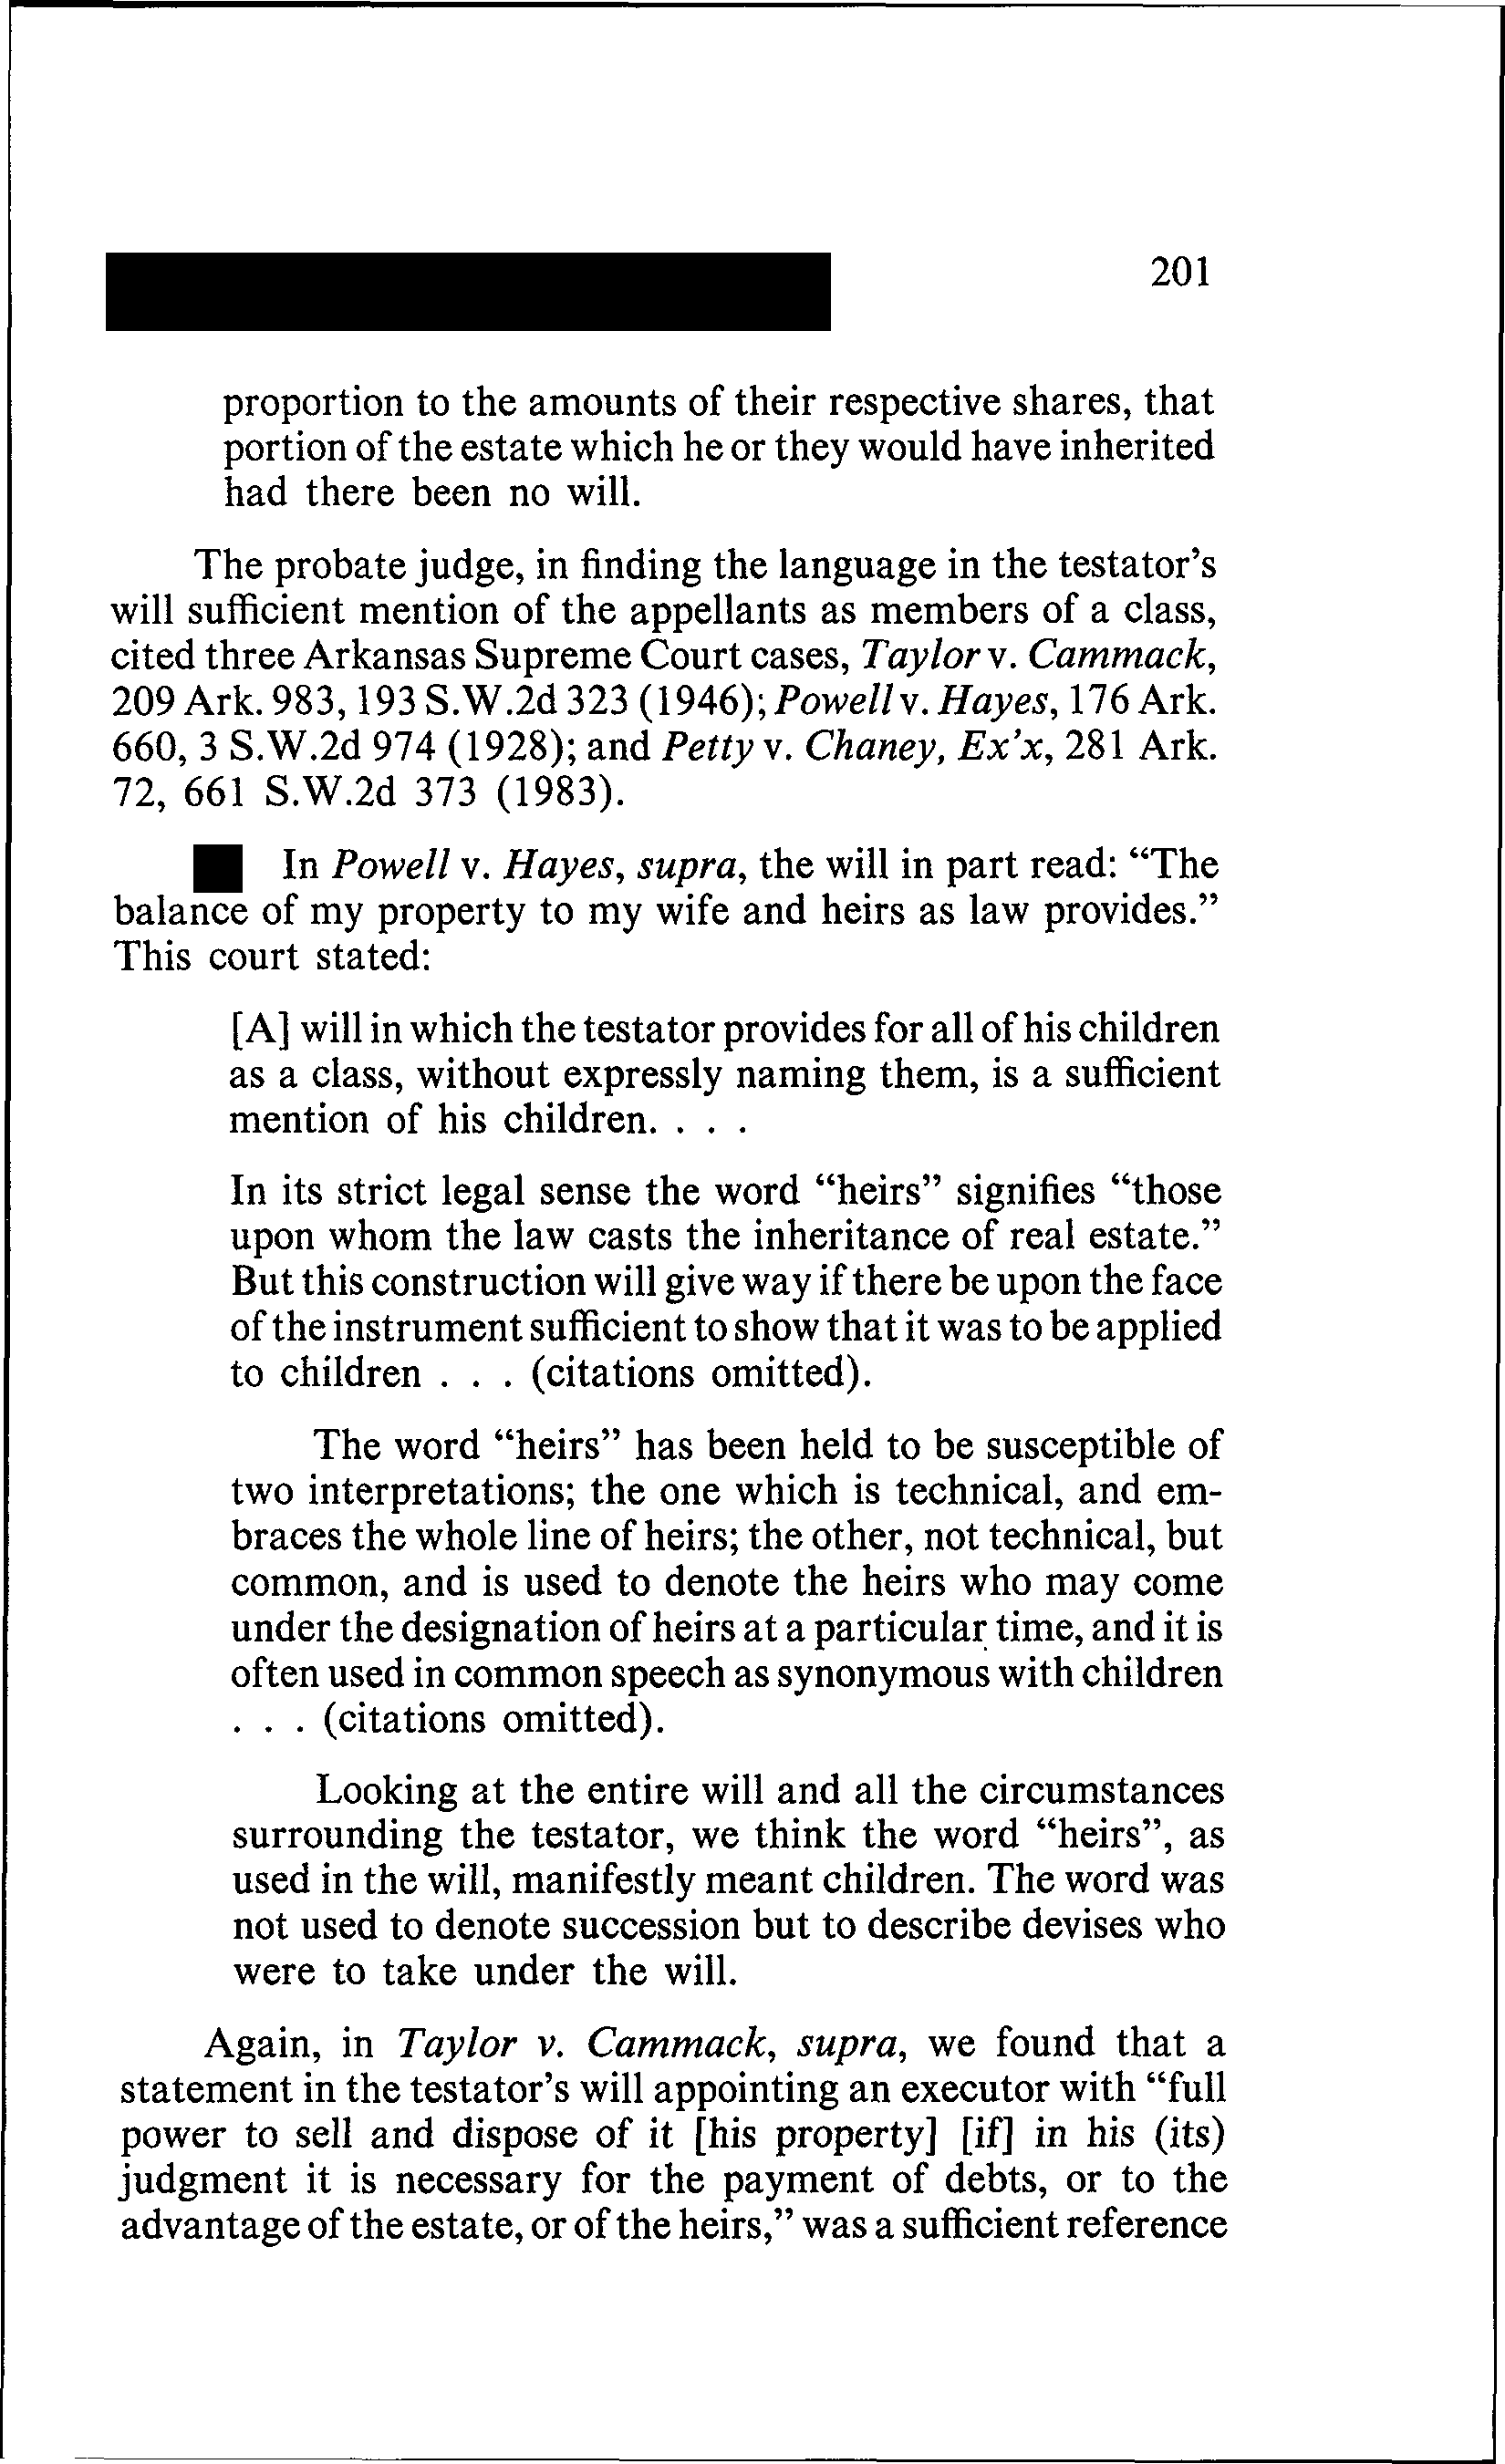 201
proportion to the amounts of their respective shares, that
portion of the estate which he or they would have inherited
had there been no will.
The probate judge, in finding the language in the testator's
will sufficient mention of the appellants as members of a class,
cited three Arkansas Supreme Court cases, Taylor v. Cammack,
209 Ark. 983, 193 S.W.2d 323 (1946); Powell v. Hayes, 176 Ark.
660, 3 S.W.2d 974 (1928); and Petty v. Chaney, Ex'x, 281 Ark.
72, 661 S.W.2d 373 (1983).
In Powell v. Hayes, supra, the will in part read: “The
balance of my property to my wife and heirs as law provides.”
This court stated:
[A] will in which the testator provides for all of his children
as a class, without expressly naming them, is a sufficient
mention of his children. . . .
In its strict legal sense the word “heirs” signifies “those
upon whom the law casts the inheritance of real estate.”
But this construction will give way if there be upon the face
of the instrument sufficient to show that it was to be applied
to children . . . (citations omitted).
The word “heirs” has been held to be susceptible of
two interpretations; the one which is technical, and em-
braces the whole line of heirs; the other, not technical, but
common, and is used to denote the heirs who may come
under the designation of heirs at a particular time, and it is
often used in common speech as synonymous with children
. . . (citations omitted).
Looking at the entire will and all the circumstances
surrounding the testator, we think the word “heirs”, as
used in the will, manifestly meant children. The word was
not used to denote succession but to describe devises who
were to take under the will.
Again, in Taylor v. Cammack, supra, we found that a
statement in the testator's will appointing an executor with “full
power to sell and dispose of it [his property] [if] in his (its)
judgment it is necessary for the payment of debts, or to the
advantage of the estate, or of the heirs,” was a sufficient reference